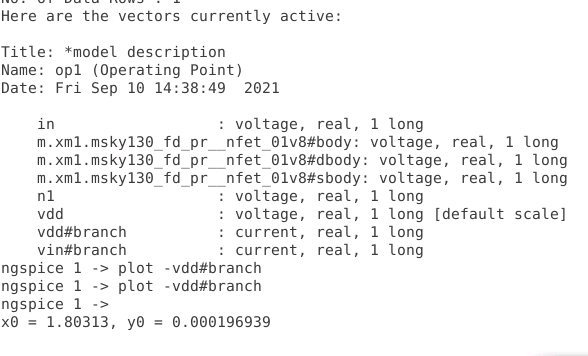 No. of Data Rows : 1
Here are the vectors currently active:
Title: *model description
Name: op1 (Operating Point)
Date: Fri Sep 10 14:38:49  2021
in                  : voltage, real, 1 long
m.xm1.msky130_fd_pr__nfet_01v8#body: voltage, real, 1 long
m.xm1.msky130_fd_pr__nfet_01v8#dbody: voltage, real, 1 long
m.xm1.msky130_fd_pr__nfet_01v8#sbody: voltage, real, 1 long
n1                  : voltage, real, 1 long
vdd                 : voltage, real, 1 long [default scale]
vdd#branch          : current, real, 1 long
vin#branch          : current, real, 1 long
ngspice 1 -> plot -vdd#branch
ngspice 1 -> plot -vdd#branch
ngspice 1 ->
x0 = 1.80313, y0 = 0.000196939